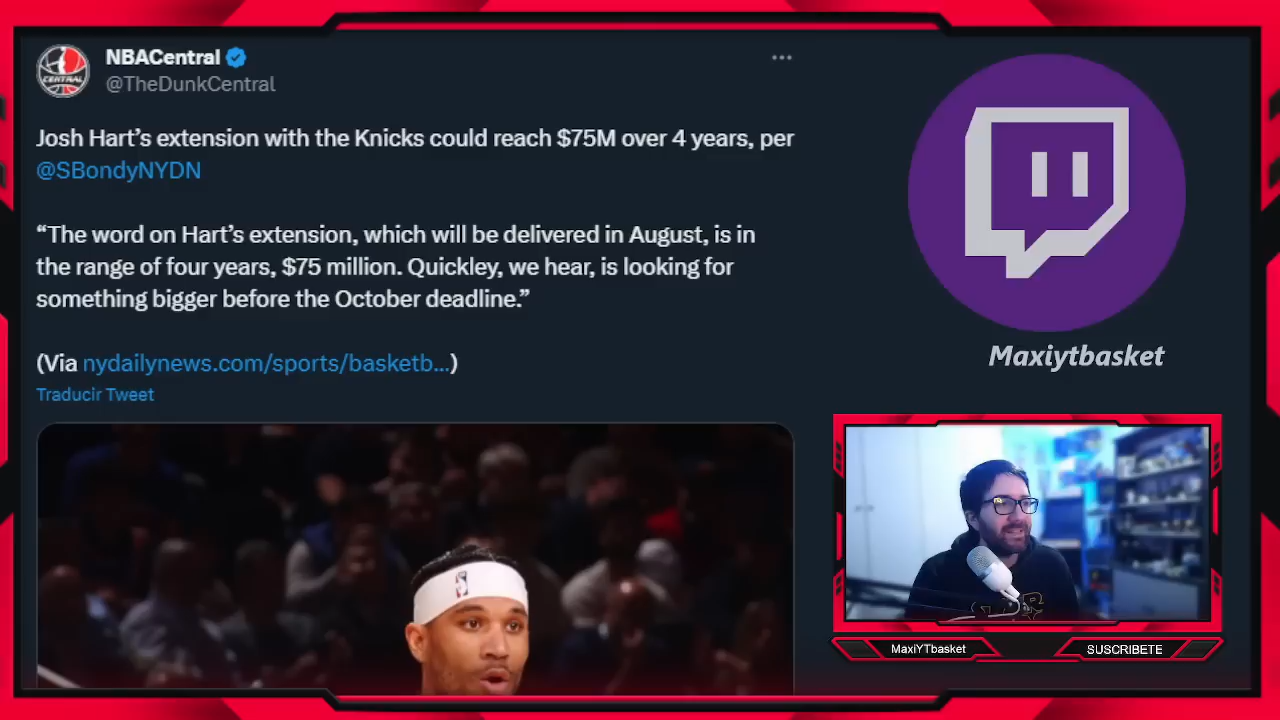 NBACentral
@TheDunkCentral
Josh Hart’s extension with the Knicks could reach $75M over 4 years, per
@SBondyNYDN
“The word on Hart’s extension, which will be delivered in August, is in
the range of four years, $75 million. Quickley, we hear, is looking for
something bigger before the October deadline.”
(Via nydailynews.com/sports/basketb...)
Traducir Tweet
CENTRAL
Maxiytbasket
MaxiYTbasket
SUSCRIBETE